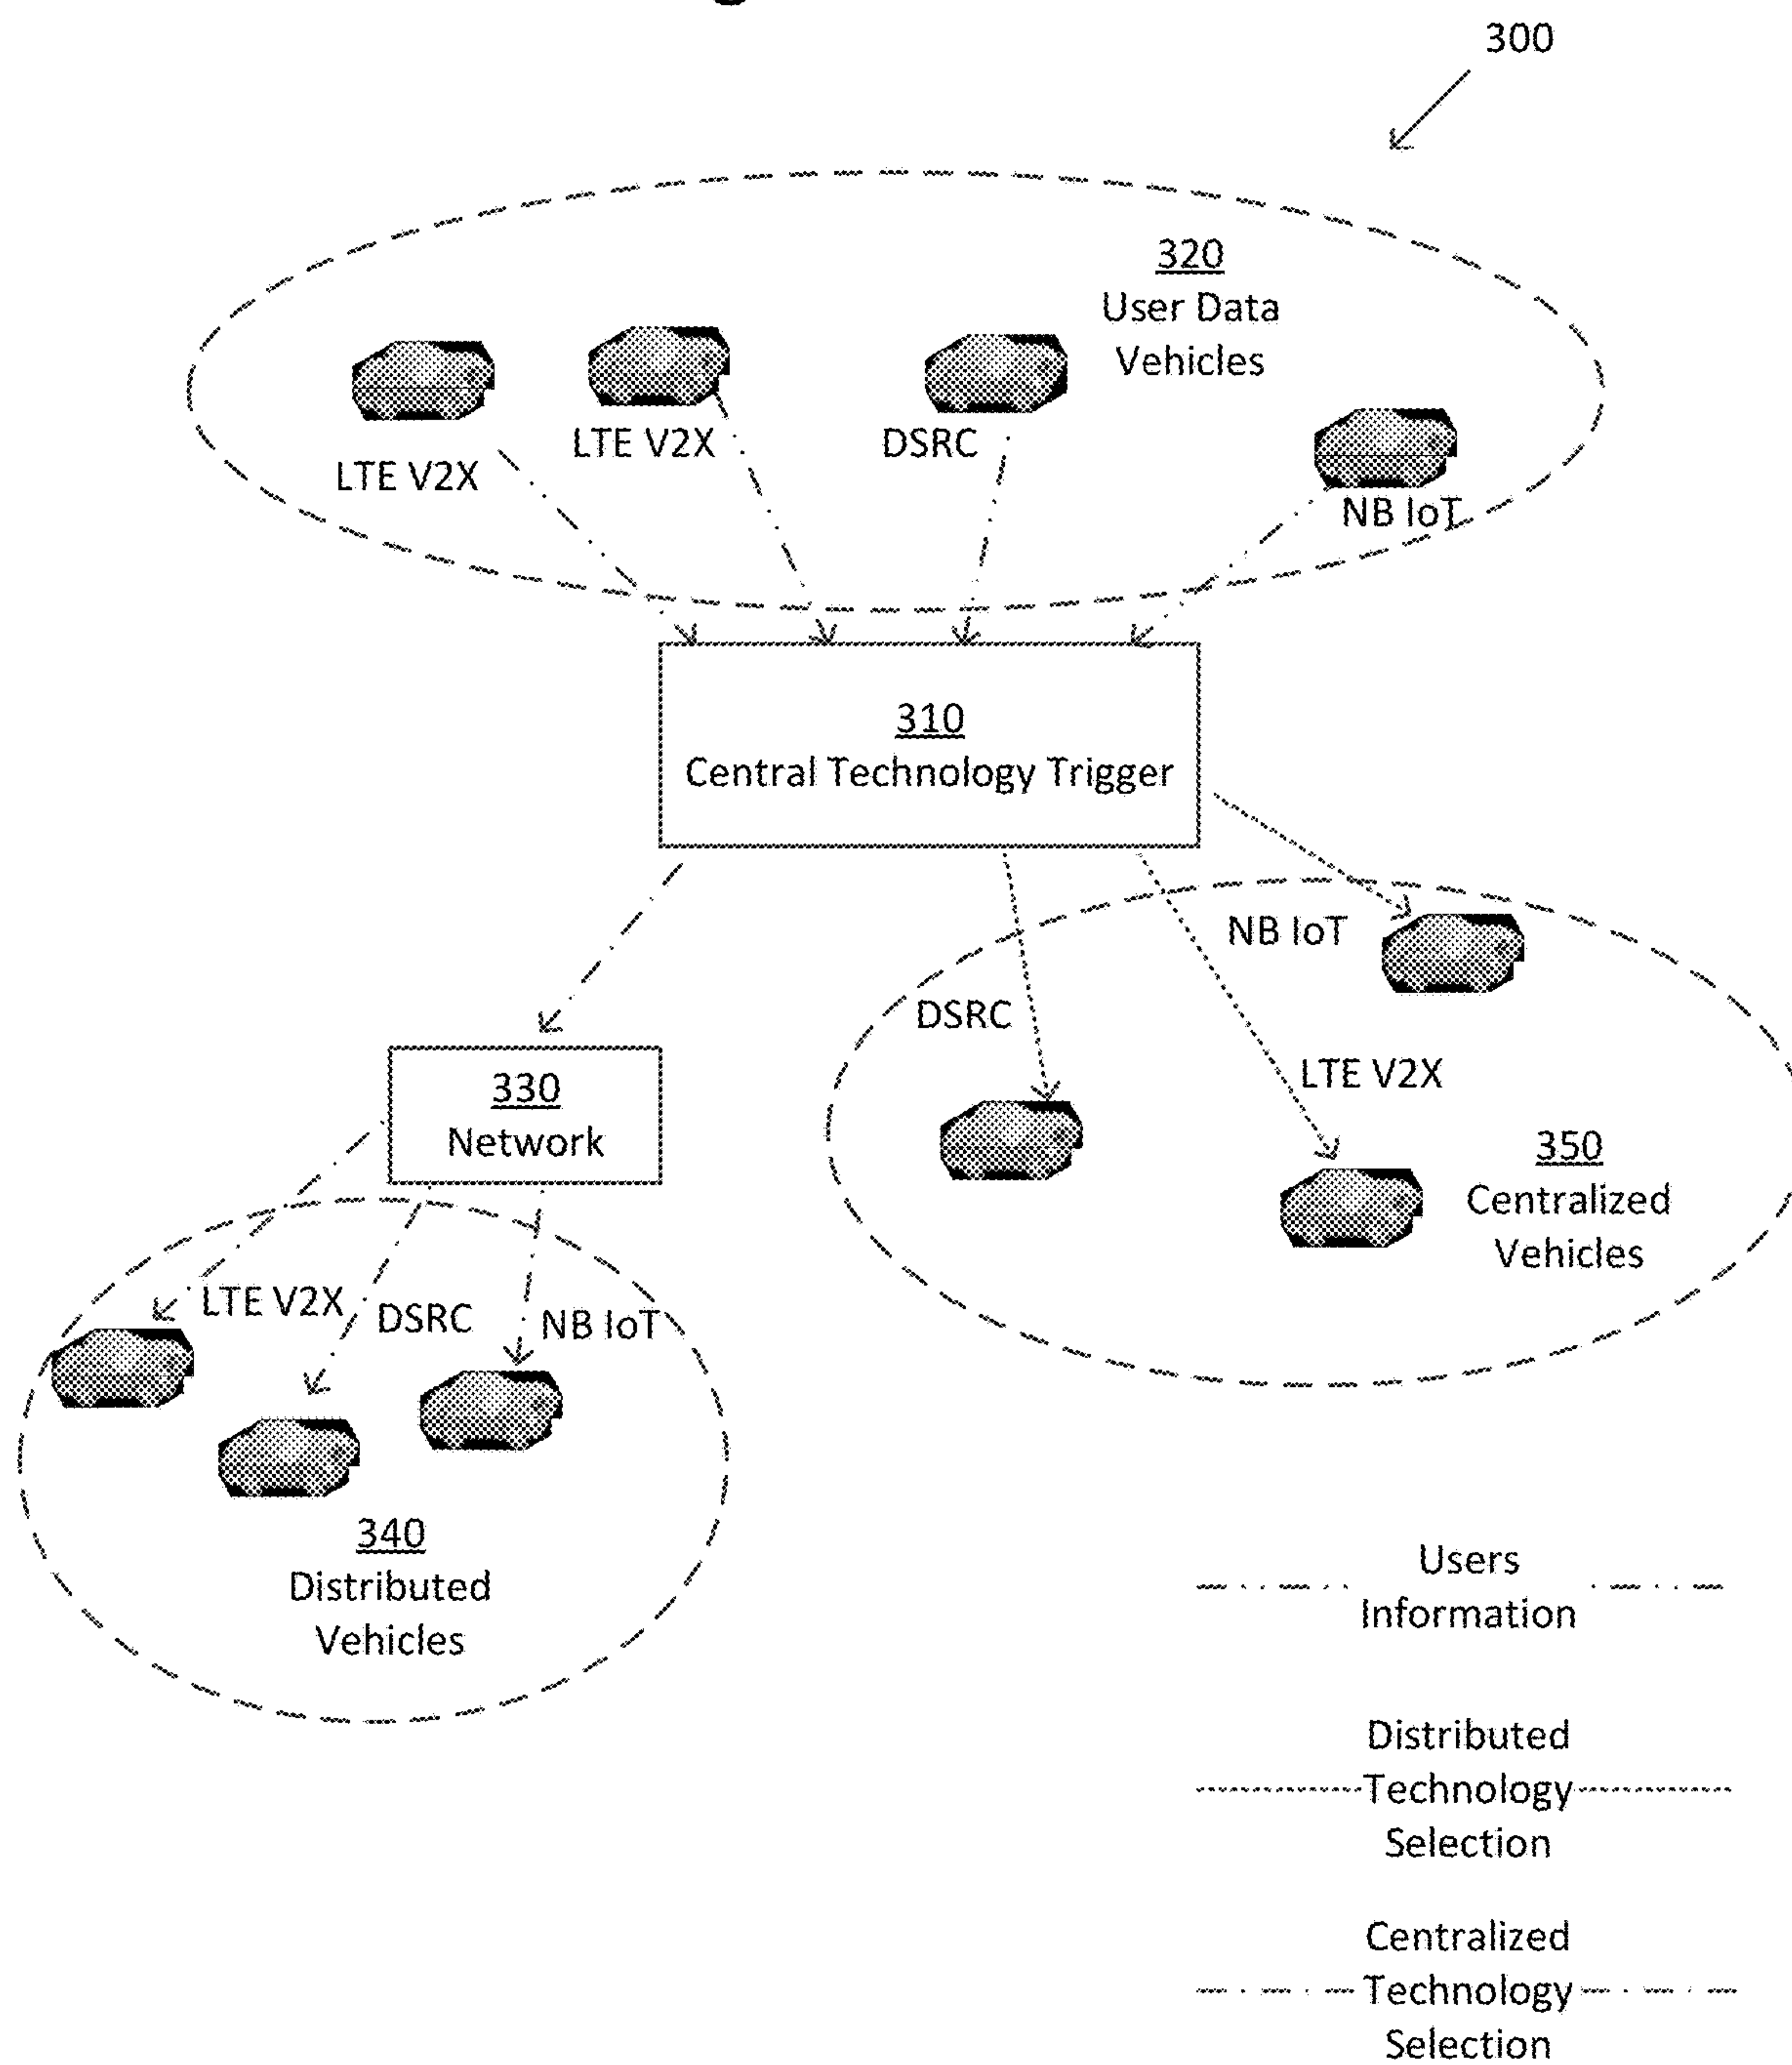 300
320
User Data
Vehicles
LTE V2X
LTE V2X
DSRC
NB IoT
310
Central Technology Trigger
NB IoT
DSRC
LTE V2X
330
Network
350
Centralized
Vehicles
LTE V2X
DSRC
NB IoT
340
Distributed
Vehicles
Users
Information
Distributed
Technology
Selection
Centralized
Technology
Selection